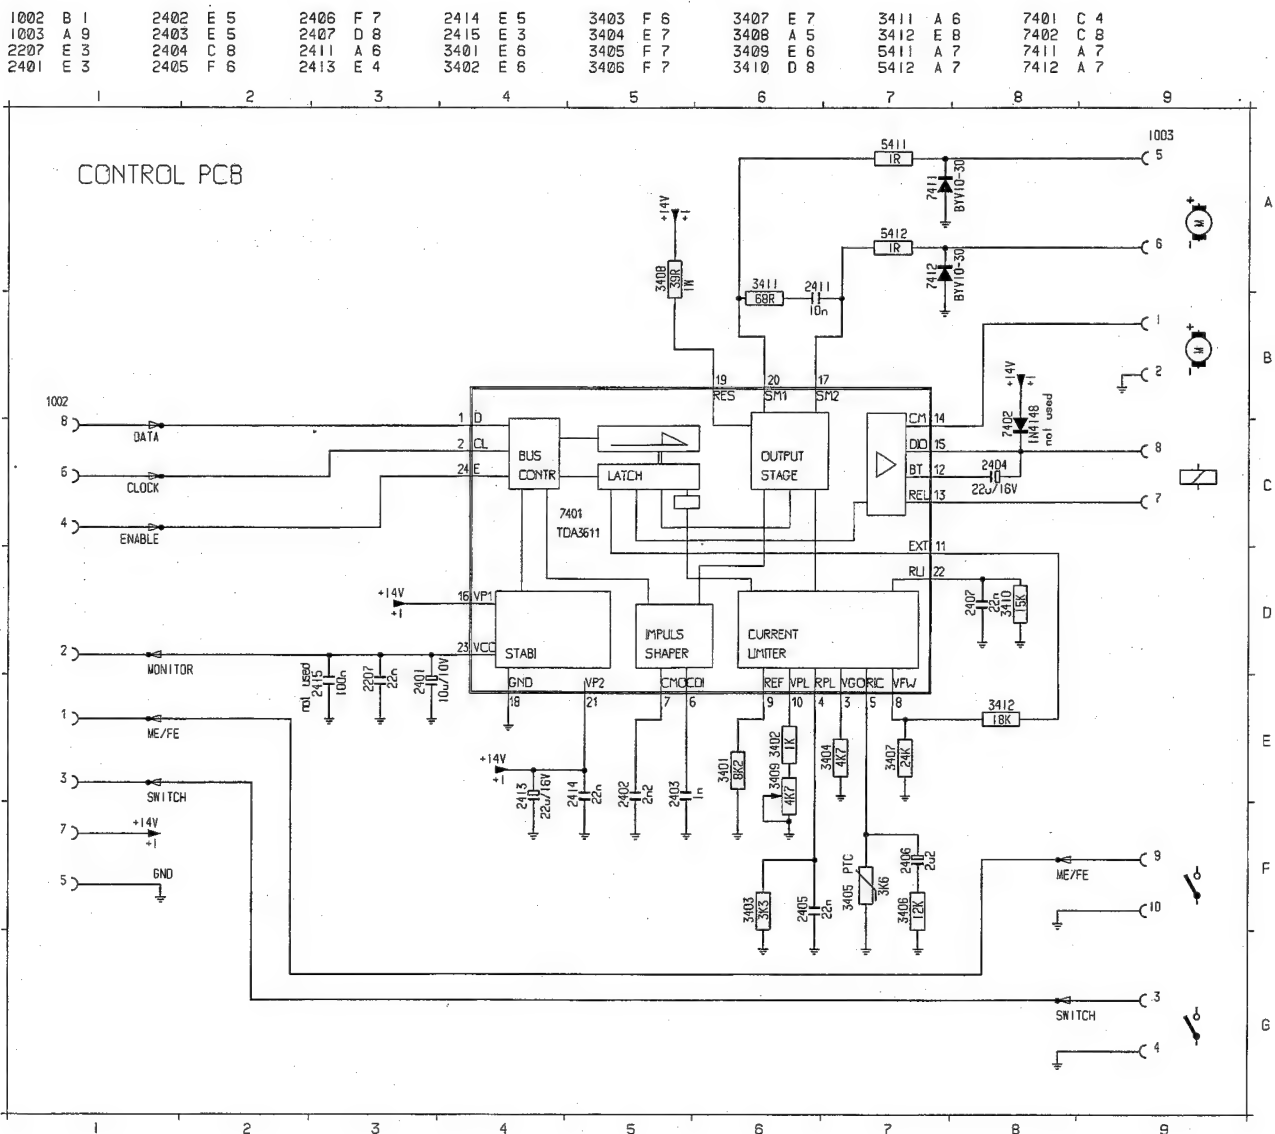 1002 B 1 2402 E 5 2406 F 7 2414 E 5 3403 F 6 3407 E 7 3411 A 6 7401 C 4
1003 A 9 2403 E 5 2407 D 8 2415 E 3 3404 E 7 3408 A 5 3412 E 8 7402 C 8
2207 E 3 2404 C 8 2411 A 6 3401 E 6 3405 F 7 3409 E 6 5411 A 7 7411 A 7
2401 E 3 2405 F 6 2413 E 4 3402 E 6 3406 F 7 3410 D 8 5412 A 7 7412 A 7
1 2 3 4 5 6 7 8 9
CONTROL PCB
1003
5411
1R
5
7411
BYV10-30
A
+14V
+1
M
+
-
5412
1R
6
7412
BYV10-30
3408
39R
1W
3411
68R
2411
10n
1
+
M
-
B
2
+14V
+1
19 20 17
RES SM1 SM2
1002
8
DATA
1 D
CM 14
7402
1N4148
not used
6
CLOCK
2 CL
BUS
CONTR
OUTPUT
STAGE
DIO 15
8
24 E
LATCH
BT 12
2404
22u/16V
C
REL 13
7
4
ENABLE
7401
TDA3611
EXT 11
RLI 22
+14V
+1
16 VP1
2407
22n
3410
15K
D
2
MONITOR
23 VCC
STABI
IMPULS
SHAPER
CURRENT
LIMITER
not used
2415
100n
2207
22n
2401
10u/10V
GND VP2 CMO CDI REF VPL RPL VGO RIC VFW
18 21 7 6 9 10 4 3 5 8
1
ME/FE
3412
18K
E
3401
8K2
3402
1K
3409
4K7
3404
4K7
3407
24K
3
SWITCH
+14V
+1
2413
22u/16V
2414
22n
2402
2n2
2403
1n
7
+14V
+1
5
GND
2406
2u2
9
ME/FE
F
3403
3K3
2405
22n
3405 PTC
3K6
3406
12K
10
3
SWITCH
G
4
1 2 3 4 5 6 7 8 9